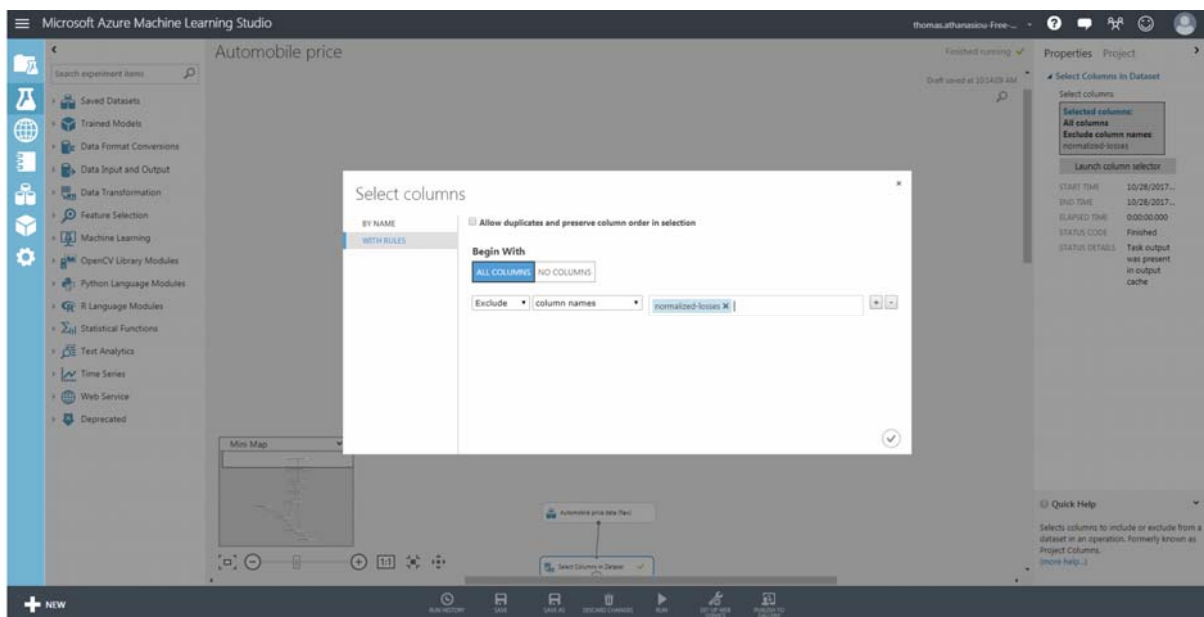 Microsoft Azure Machine Learning Studio
thomas.athanasiou-Free-...
Search experiment items
Saved Datasets
Trained Models
Data Format Conversions
Data Input and Output
Data Transformation
Feature Selection
Machine Learning
OpenCV Library Modules
Python Language Modules
R Language Modules
Statistical Functions
Text Analytics
Time Series
Web Service
Deprecated
Automobile price
Finished running
Draft saved at 10:14:09 AM
Select columns
BY NAME
WITH RULES
Allow duplicates and preserve column order in selection
Begin With
ALL COLUMNS NO COLUMNS
Exclude column names normalized-losses
+ -
Mini Map
1:1
Automobile price data (Raw)
Select Columns in Dataset
Properties Project
Select Columns in Dataset
Select columns
Selected columns:
All columns
Exclude column names:
normalized-losses
Launch column selector
START TIME 10/28/2017...
END TIME 10/28/2017...
ELAPSED TIME 0:00:00.000
STATUS CODE Finished
STATUS DETAILS Task output
was present
in output
cache
Quick Help
Selects columns to include or exclude from a
dataset in an operation. Formerly known as
Project Columns.
(more help...)
NEW
RUN HISTORY
SAVE
SAVE AS
DISCARD CHANGES
RUN
SET UP WEB
SERVICE
PUBLISH TO
GALLERY